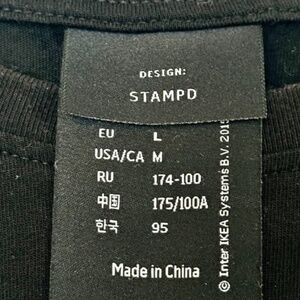 DESIGN:
STAMPD
EU L
USA/CA M
RU 174-100
中国 175/100A
한국 95
Made in China
© Inter IKEA Systems B.V. 2015